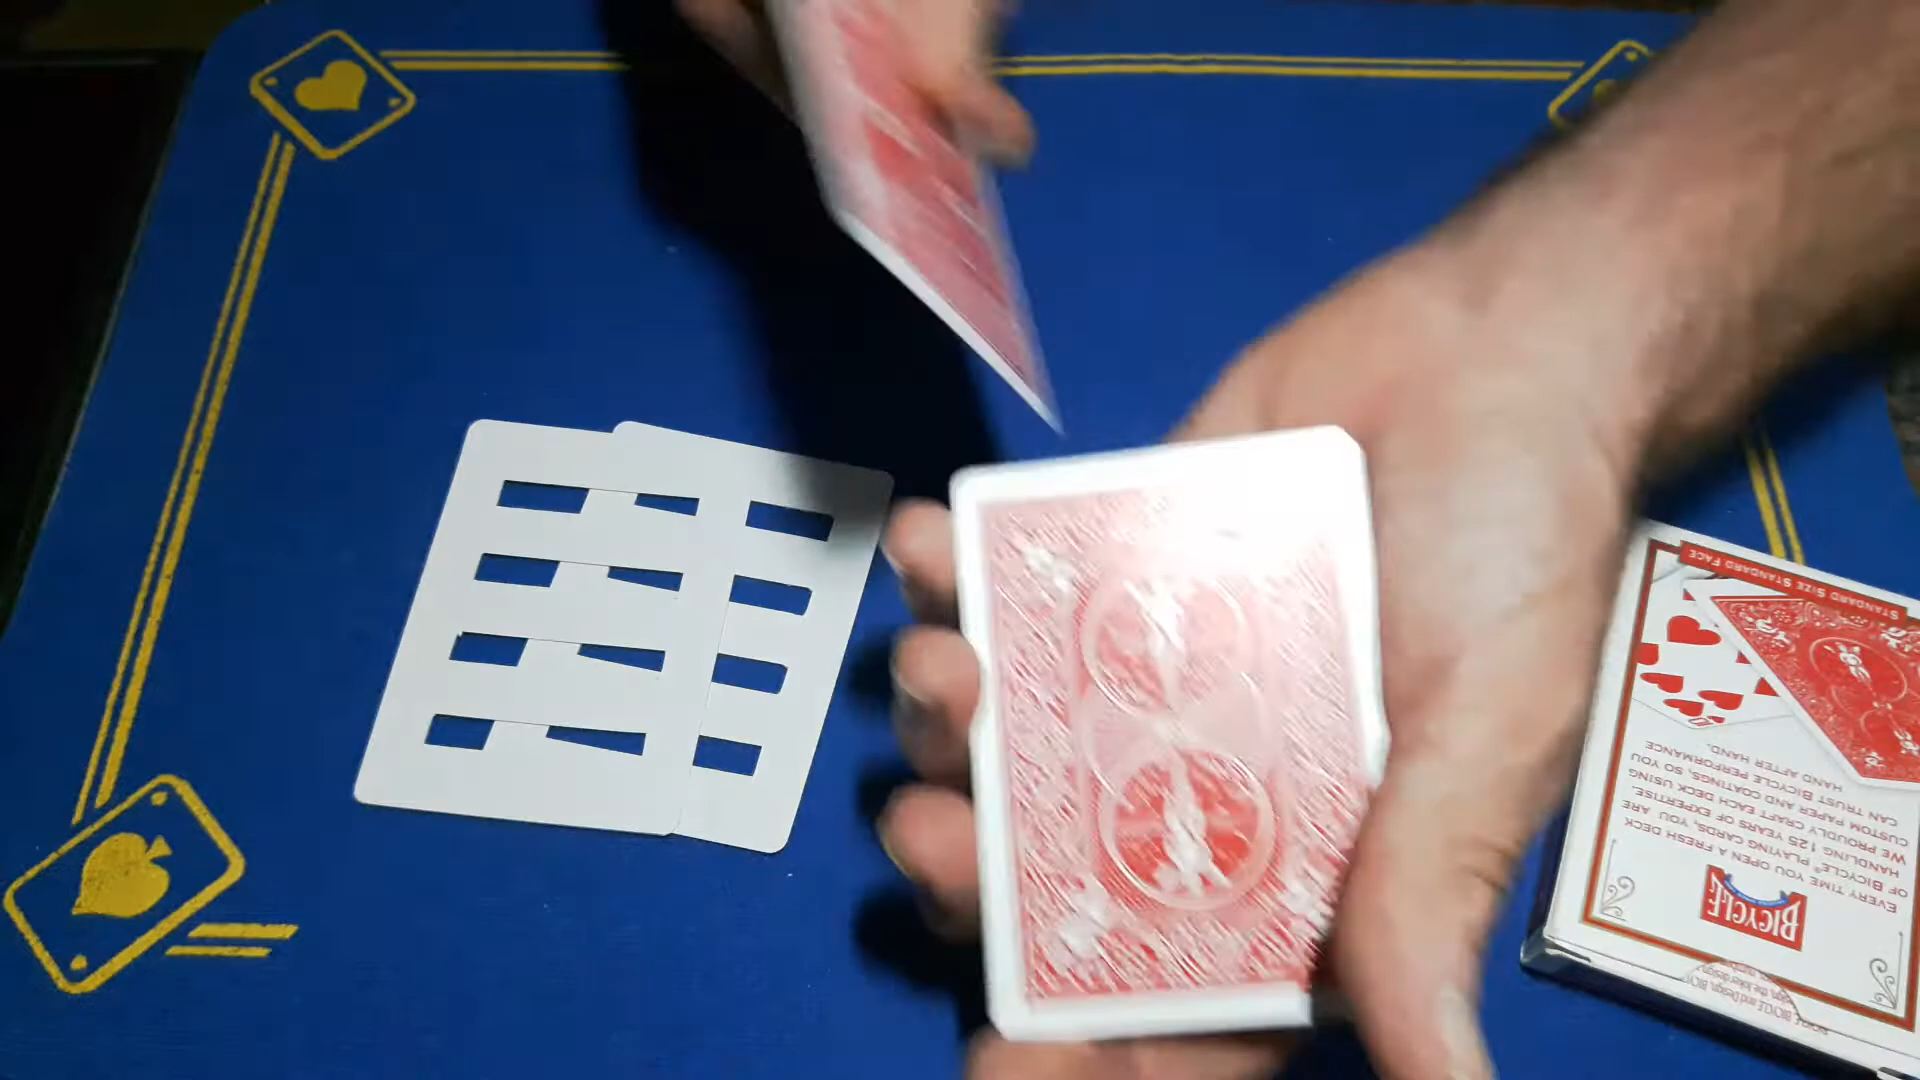 STANDARD SIZE STANDARD FACE
BICYCLE
EVERY TIME YOU OPEN A FRESH DECK
OF BICYCLE® PLAYING CARDS, YOU ARE
HANDLING 125 YEARS OF EXPERTISE.
WE PROUDLY CRAFT EACH DECK USING
CUSTOM PAPER AND COATINGS, SO YOU
CAN TRUST BICYCLE PERFORMANCE
HAND AFTER HAND.